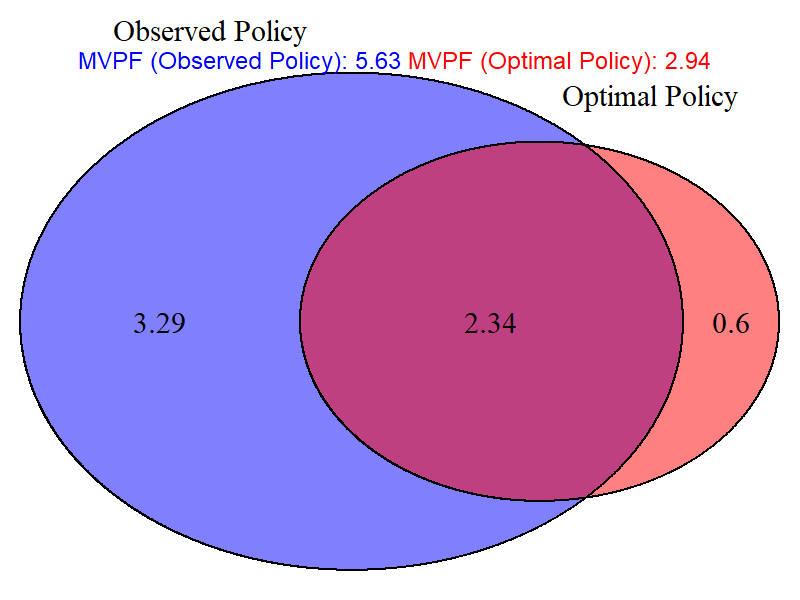 Observed Policy
MVPF (Observed Policy): 5.63 MVPF (Optimal Policy): 2.94
Optimal Policy
3.29 2.34 0.6